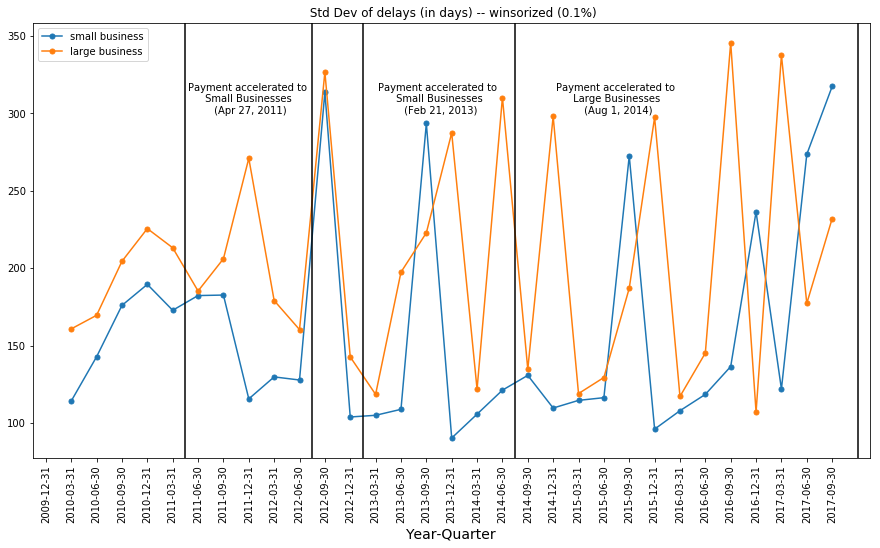 Std Dev of delays (in days) -- winsorized (0.1%)
small business
large business
350
300
250
200
150
100
Payment accelerated to
Small Businesses
(Apr 27, 2011)
Payment accelerated to
Small Businesses
(Feb 21, 2013)
Payment accelerated to
Large Businesses
(Aug 1, 2014)
2009-12-31
2010-03-31
2010-06-30
2010-09-30
2010-12-31
2011-03-31
2011-06-30
2011-09-30
2011-12-31
2012-03-31
2012-06-30
2012-09-30
2012-12-31
2013-03-31
2013-06-30
2013-09-30
2013-12-31
2014-03-31
2014-06-30
2014-09-30
2014-12-31
2015-03-31
2015-06-30
2015-09-30
2015-12-31
2016-03-31
2016-06-30
2016-09-30
2016-12-31
2017-03-31
2017-06-30
2017-09-30
Year-Quarter